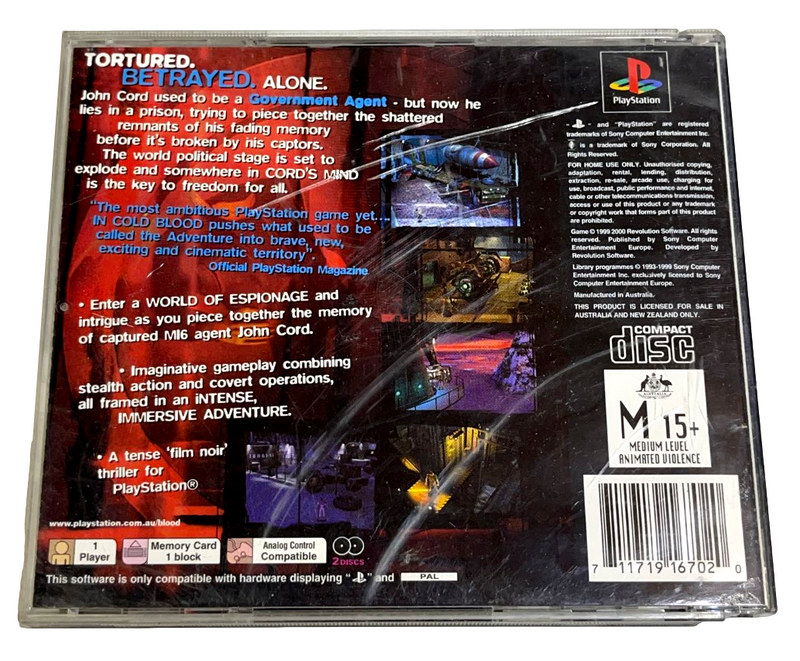 TORTURED.
BETRAYED. ALONE.
John Cord used to be a Government Agent - but now he
lies in a prison, trying to piece together the shattered
remnants of his fading memory
before it's broken by his captors.
The world political stage is set to
explode and somewhere in CORD'S MIND
is the key to freedom for all.
"The most ambitious PlayStation game yet....
IN COLD BLOOD pushes what used to be
called the Adventure into brave, new,
exciting and cinematic territory".
Official PlayStation Magazine
• Enter a WORLD OF ESPIONAGE and
intrigue as you piece together the memory
of captured MI6 agent John Cord.
• Imaginative gameplay combining
stealth action and covert operations,
all framed in an iNTENSE,
IMMERSIVE ADVENTURE.
• A tense 'film noir'
thriller for
PlayStation®
www.playstation.com.au/blood
1
Player
Memory Card
1 block
Analog Control
Compatible
2 DISCS
This software is only compatible with hardware displaying " " and PAL
PlayStation
" " and "PlayStation" are registered
trademarks of Sony Computer Entertainment Inc.
is a trademark of Sony Corporation. All
Rights Reserved.
FOR HOME USE ONLY. Unauthorised copying,
adaptation, rental, lending, distribution,
extraction, re-sale, arcade use, charging for
use, broadcast, public performance and internet,
cable or other telecommunications transmission,
access or use of this product or any trademark
or copyright work that forms part of this product
are prohibited.
Game © 1999 2000 Revolution Software. All rights
reserved. Published by Sony Computer
Entertainment Europe. Developed by
Revolution Software.
Library programmes © 1993-1999 Sony Computer
Entertainment Inc. exclusively licensed to Sony
Computer Entertainment Europe.
Manufactured in Australia.
THIS PRODUCT IS LICENSED FOR SALE IN
AUSTRALIA AND NEW ZEALAND ONLY.
COMPACT
disc
AUSTRALIA
M 15+
MEDIUM LEVEL
ANIMATED VIOLENCE
7 11719 16702 0